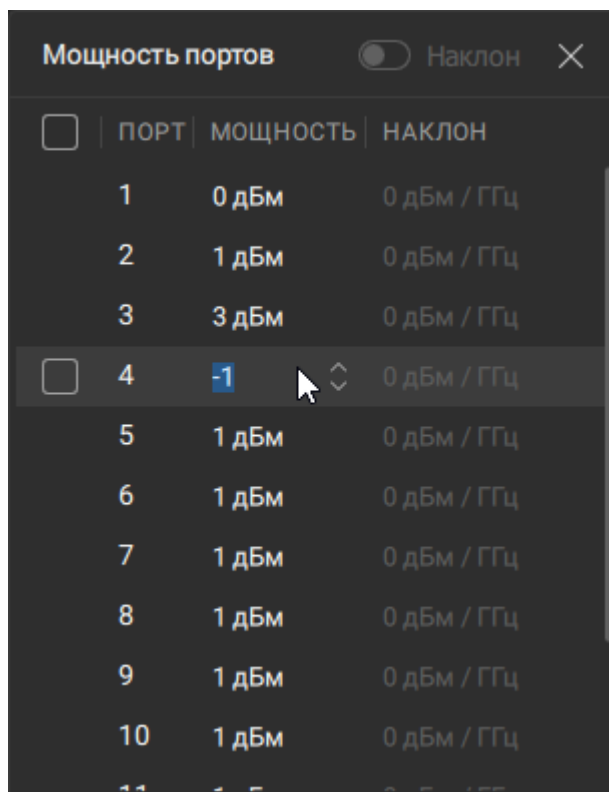 Мощность портов Наклон
ПОРТ МОЩНОСТЬ НАКЛОН
1 0 дБм 0 дБм / ГГц
2 1 дБм 0 дБм / ГГц
3 3 дБм 0 дБм / ГГц
4 -1 0 дБм / ГГц
5 1 дБм 0 дБм / ГГц
6 1 дБм 0 дБм / ГГц
7 1 дБм 0 дБм / ГГц
8 1 дБм 0 дБм / ГГц
9 1 дБм 0 дБм / ГГц
10 1 дБм 0 дБм / ГГц